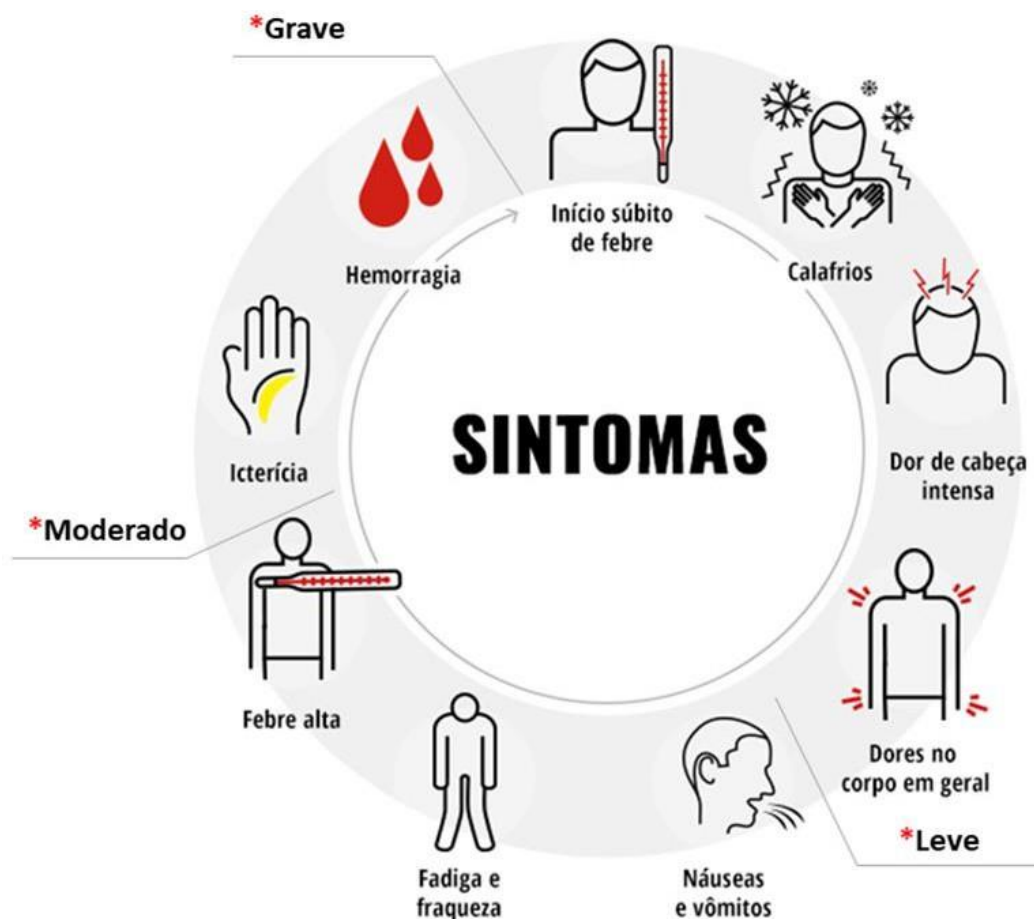 *Grave
Início súbito
de febre
Calafrios
Dor de cabeça
intensa
Dores no
corpo em geral
*Leve
Náuseas
e vômitos
Fadiga e
fraqueza
Febre alta
*Moderado
Icterícia
Hemorragia
SINTOMAS